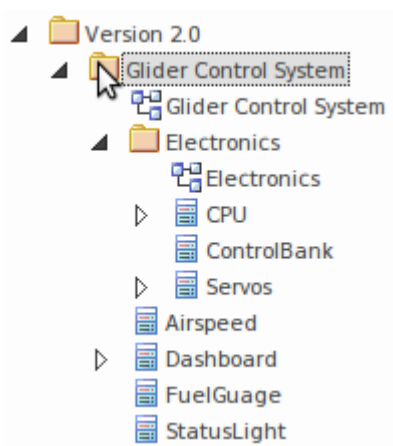 Version 2.0
Glider Control System
Glider Control System
Electronics
Electronics
CPU
ControlBank
Servos
Airspeed
Dashboard
FuelGuage
StatusLight